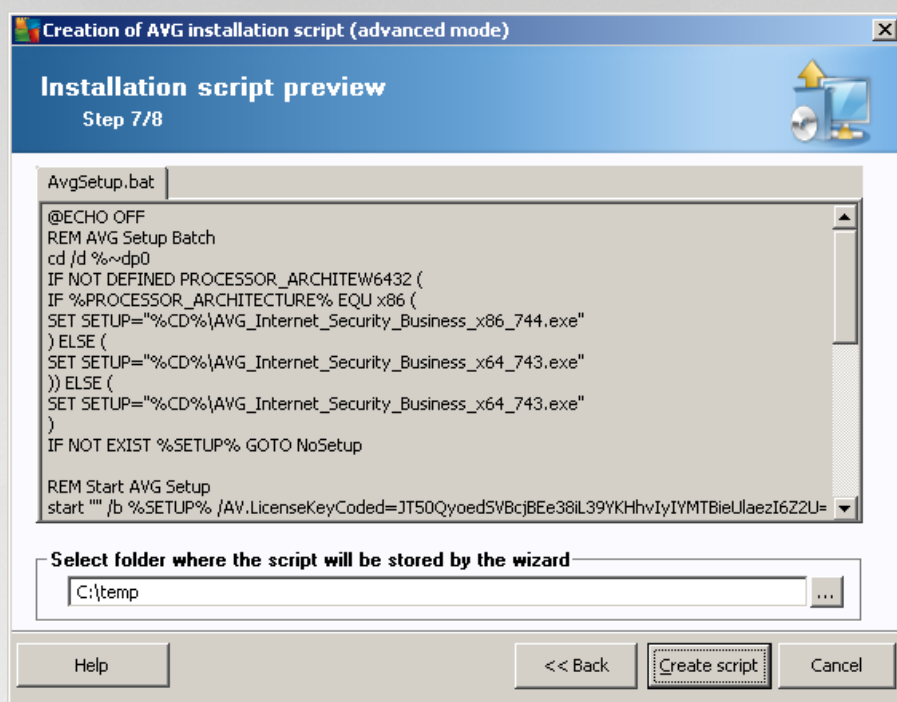 Creation of AVG installation script (advanced mode)
Installation script preview
Step 7/8
AvgSetup.bat
@ECHO OFF
REM AVG Setup Batch
cd /d %~dp0
IF NOT DEFINED PROCESSOR_ARCHITEW6432 (
IF %PROCESSOR_ARCHITECTURE% EQU x86 (
SET SETUP="%CD%\AVG_Internet_Security_Business_x86_744.exe"
) ELSE (
SET SETUP="%CD%\AVG_Internet_Security_Business_x64_743.exe"
)) ELSE (
SET SETUP="%CD%\AVG_Internet_Security_Business_x64_743.exe"
)
IF NOT EXIST %SETUP% GOTO NoSetup
REM Start AVG Setup
start "" /b %SETUP% /AV.LicenseKeyCoded=JT50QyoedSVBcjBEe38iL39YKHhvIyIYMTBieUlaezI6Z2U=
Select folder where the script will be stored by the wizard
C:\temp
...
Help
<< Back
Create script
Cancel